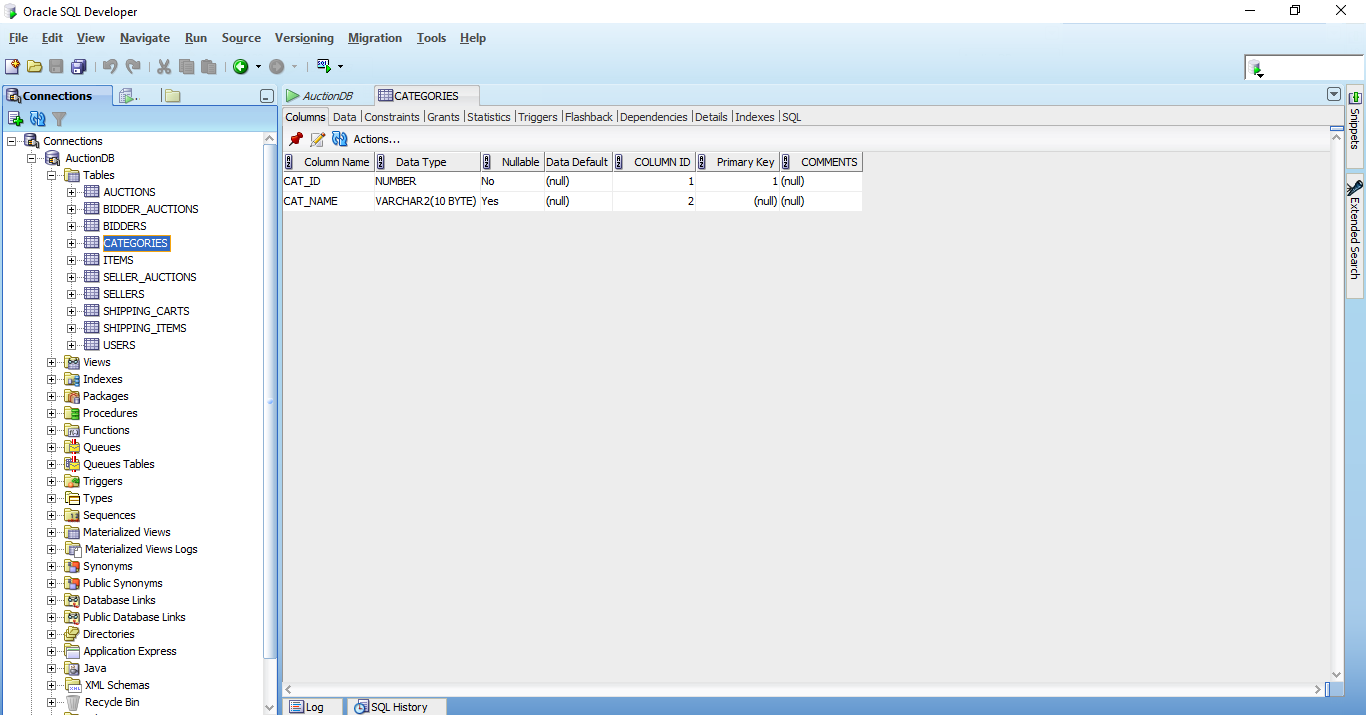 Oracle SQL Developer
File Edit View Navigate Run Source Versioning Migration Tools Help
SQL
Connections
AuctionDB CATEGORIES
Columns Data Constraints Grants Statistics Triggers Flashback Dependencies Details Indexes SQL
Actions...
Column Name Data Type Nullable Data Default COLUMN ID Primary Key COMMENTS
CAT_ID NUMBER No (null) 1 1 (null)
CAT_NAME VARCHAR2(10 BYTE) Yes (null) 2 (null) (null)
Connections
AuctionDB
Tables
AUCTIONS
BIDDER_AUCTIONS
BIDDERS
CATEGORIES
ITEMS
SELLER_AUCTIONS
SELLERS
SHIPPING_CARTS
SHIPPING_ITEMS
USERS
Views
Indexes
Packages
Procedures
Functions
Queues
Queues Tables
Triggers
Types
Sequences
Materialized Views
Materialized Views Logs
Synonyms
Public Synonyms
Database Links
Public Database Links
Directories
Application Express
Java
XML Schemas
Recycle Bin
Snippets
Extended Search
Log SQL History